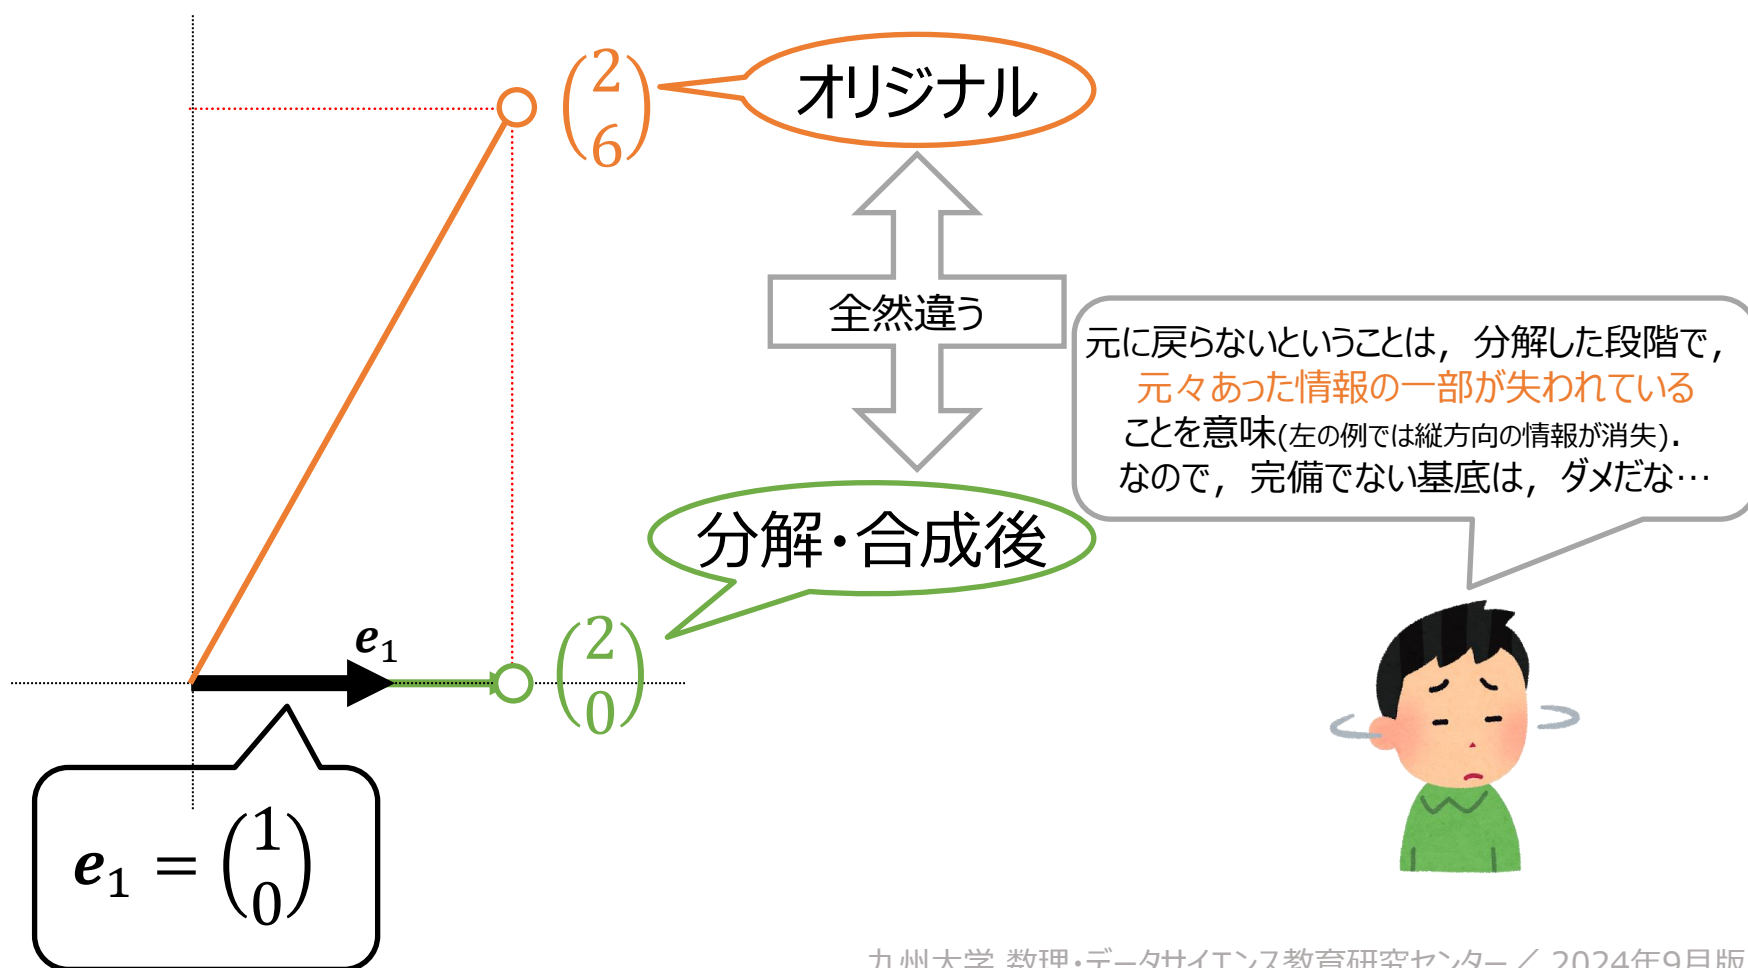 (2
6)
オリジナル
全然違う
元に戻らないということは，分解した段階で，
元々あった情報の一部が失われている
ことを意味(左の例では縦方向の情報が消失)．
なので，完備でない基底は，ダメだな…
分解・合成後
e₁
(2
0)
e₁ = (1
0)
九州大学 数理・データサイエンス教育研究センター／ 2024年9月版